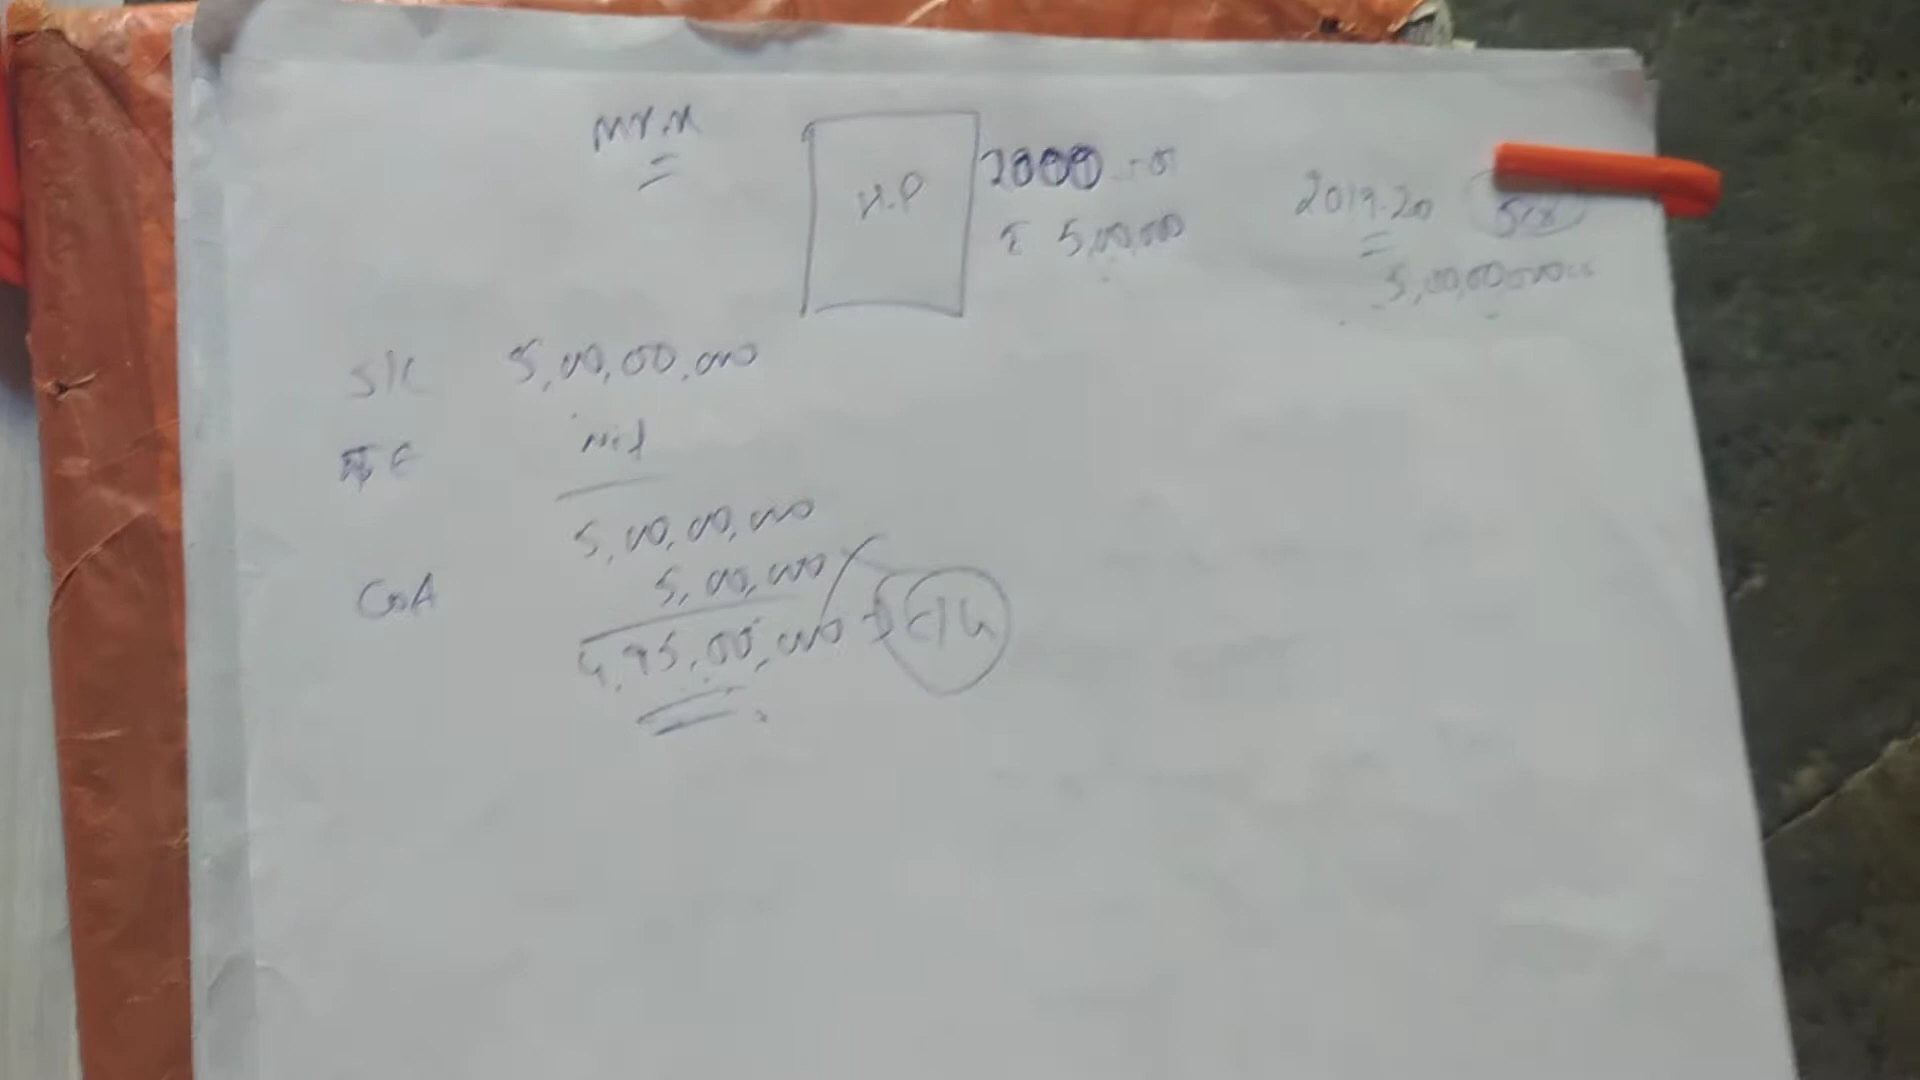 Mr.X
H.P
2000
₹ 5,00,000
2019-20
5cr
5,00,00,000
S/C 5,00,00,000
Nil
5,00,00,000
CoA 5,00,000
4,95,00,000